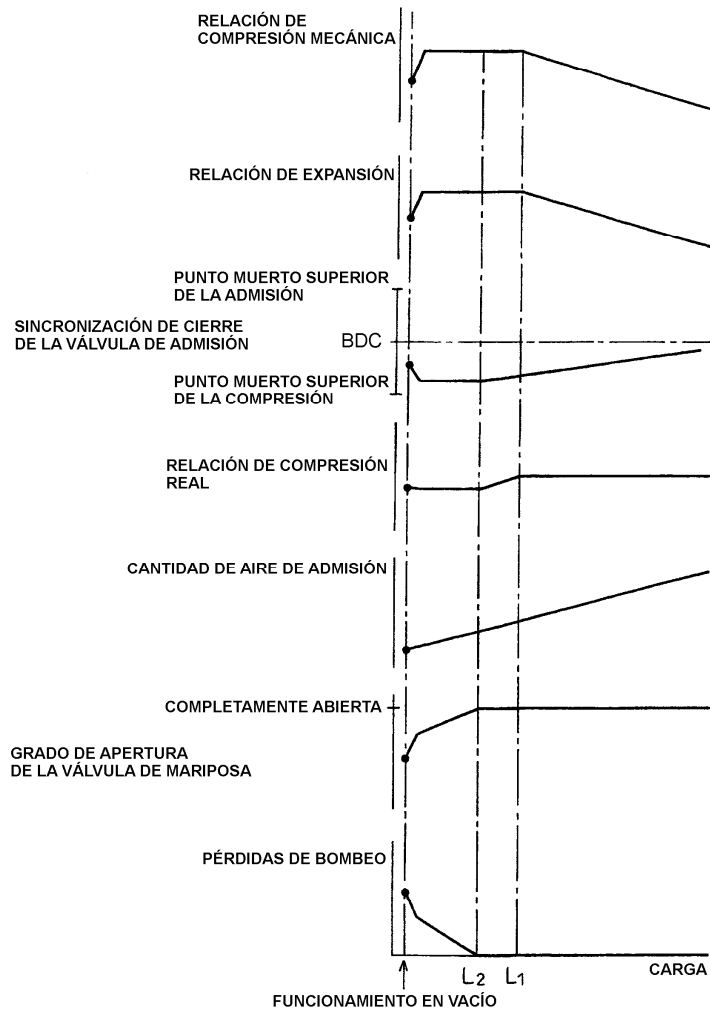 RELACIÓN DE
COMPRESIÓN MECÁNICA
RELACIÓN DE EXPANSIÓN
PUNTO MUERTO SUPERIOR
DE LA ADMISIÓN
SINCRONIZACIÓN DE CIERRE
DE LA VÁLVULA DE ADMISIÓN
BDC
PUNTO MUERTO SUPERIOR
DE LA COMPRESIÓN
RELACIÓN DE COMPRESIÓN
REAL
CANTIDAD DE AIRE DE ADMISIÓN
COMPLETAMENTE ABIERTA
GRADO DE APERTURA
DE LA VÁLVULA DE MARIPOSA
PÉRDIDAS DE BOMBEO
L2 L1 CARGA
FUNCIONAMIENTO EN VACÍO